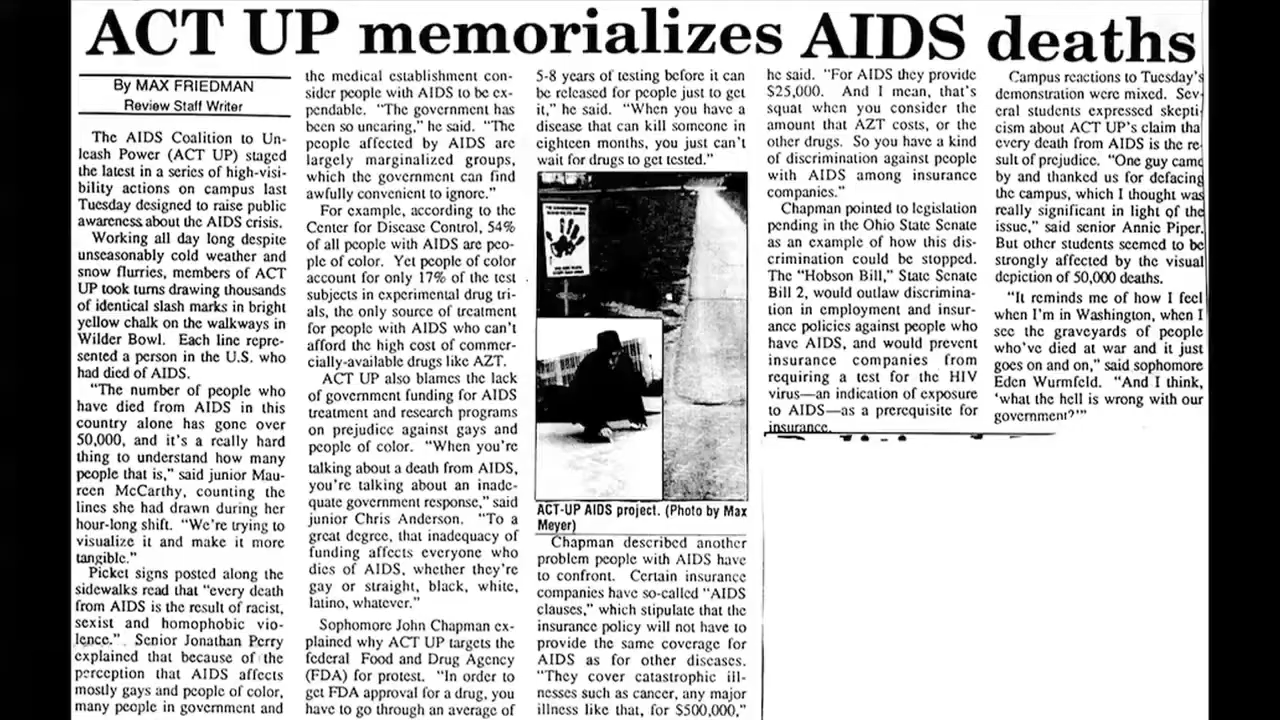 ACT UP memorializes AIDS deaths
By MAX FRIEDMAN
Review Staff Writer
The AIDS Coalition to Un-
leash Power (ACT UP) staged
the latest in a series of high-visi-
bility actions on campus last
Tuesday designed to raise public
awareness about the AIDS crisis.
Working all day long despite
unseasonably cold weather and
snow flurries, members of ACT
UP took turns drawing thousands
of identical slash marks in bright
yellow chalk on the walkways in
Wilder Bowl. Each line repre-
sented a person in the U.S. who
had died of AIDS.
"The number of people who
have died from AIDS in this
country alone has gone over
50,000, and it's a really hard
thing to understand how many
people that is," said junior Mau-
reen McCarthy, counting the
lines she had drawn during her
hour-long shift. "We're trying to
visualize it and make it more
tangible."
Picket signs posted along the
sidewalks read that "every death
from AIDS is the result of racist,
sexist and homophobic vio-
lence." Senior Jonathan Perry
explained that because of the
perception that AIDS affects
mostly gays and people of color,
many people in government and
the medical establishment con-
sider people with AIDS to be ex-
pendable. "The government has
been so uncaring," he said. "The
people affected by AIDS are
largely marginalized groups,
which the government can find
awfully convenient to ignore."
For example, according to the
Center for Disease Control, 54%
of all people with AIDS are peo-
ple of color. Yet people of color
account for only 17% of the test
subjects in experimental drug tri-
als, the only source of treatment
for people with AIDS who can't
afford the high cost of commer-
cially-available drugs like AZT.
ACT UP also blames the lack
of government funding for AIDS
treatment and research programs
on prejudice against gays and
people of color. "When you're
talking about a death from AIDS,
you're talking about an inade-
quate government response," said
junior Chris Anderson. "To a
great degree, that inadequacy of
funding affects everyone who
dies of AIDS, whether they're
gay or straight, black, white,
latino, whatever."
Sophomore John Chapman ex-
plained why ACT UP targets the
federal Food and Drug Agency
(FDA) for protest. "In order to
get FDA approval for a drug, you
have to go through an average of
5-8 years of testing before it can
be released for people just to get
it," he said. "When you have a
disease that can kill someone in
eighteen months, you just can't
wait for drugs to get tested."
ACT-UP AIDS project. (Photo by Max
Meyer)
Chapman described another
problem people with AIDS have
to confront. Certain insurance
companies have so-called "AIDS
clauses," which stipulate that the
insurance policy will not have to
provide the same coverage for
AIDS as for other diseases.
"They cover catastrophic ill-
nesses such as cancer, any major
illness like that, for $500,000,"
he said. "For AIDS they provide
$25,000. And I mean, that's
squat when you consider the
amount that AZT costs, or the
other drugs. So you have a kind
of discrimination against people
with AIDS among insurance
companies."
Chapman pointed to legislation
pending in the Ohio State Senate
as an example of how this dis-
crimination could be stopped.
The "Hobson Bill," State Senate
Bill 2, would outlaw discrimina-
tion in employment and insur-
ance policies against people who
have AIDS, and would prevent
insurance companies from
requiring a test for the HIV
virus—an indication of exposure
to AIDS—as a prerequisite for
insurance.
Campus reactions to Tuesday's
demonstration were mixed. Sev-
eral students expressed skepti-
cism about ACT UP's claim tha
every death from AIDS is the re-
sult of prejudice. "One guy came
by and thanked us for defacing
the campus, which I thought was
really significant in light of the
issue," said senior Annie Piper.
But other students seemed to be
strongly affected by the visual
depiction of 50,000 deaths.
"It reminds me of how I feel
when I'm in Washington, when I
see the graveyards of people
who've died at war and it just
goes on and on," said sophomore
Eden Wurmfeld. "And I think,
'what the hell is wrong with our
government?'"